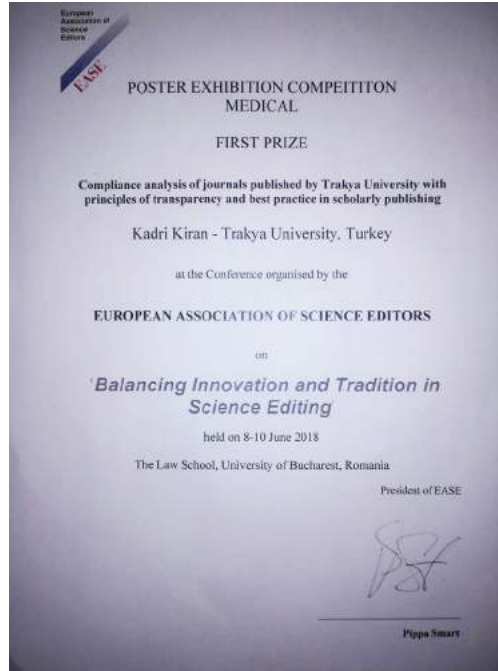 European
Association of
Science
Editors
EASE
POSTER EXHIBITION COMPEITITON
MEDICAL
FIRST PRIZE
Compliance analysis of journals published by Trakya University with
principles of transparency and best practice in scholarly publishing
Kadri Kiran - Trakya University, Turkey
at the Conference organised by the
EUROPEAN ASSOCIATION OF SCIENCE EDITORS
on
'Balancing Innovation and Tradition in
Science Editing'
held on 8-10 June 2018
The Law School, University of Bucharest, Romania
President of EASE
Pippa Smart